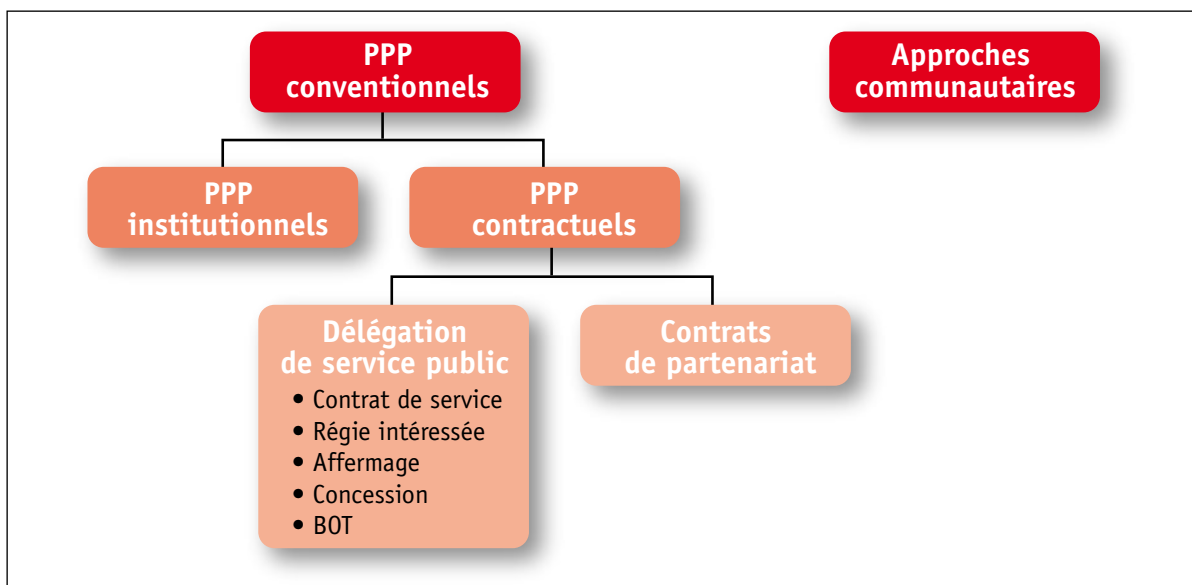 PPP
conventionnels
Approches
communautaires
PPP
institutionnels
PPP
contractuels
Délégation
de service public
• Contrat de service
• Régie intéressée
• Affermage
• Concession
• BOT
Contrats
de partenariat